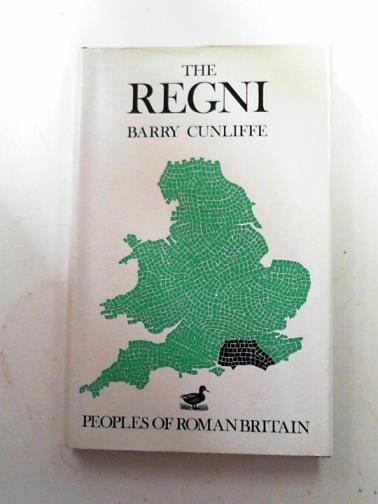 THE
REGNI
BARRY CUNLIFFE
PEOPLES OF ROMAN BRITAIN